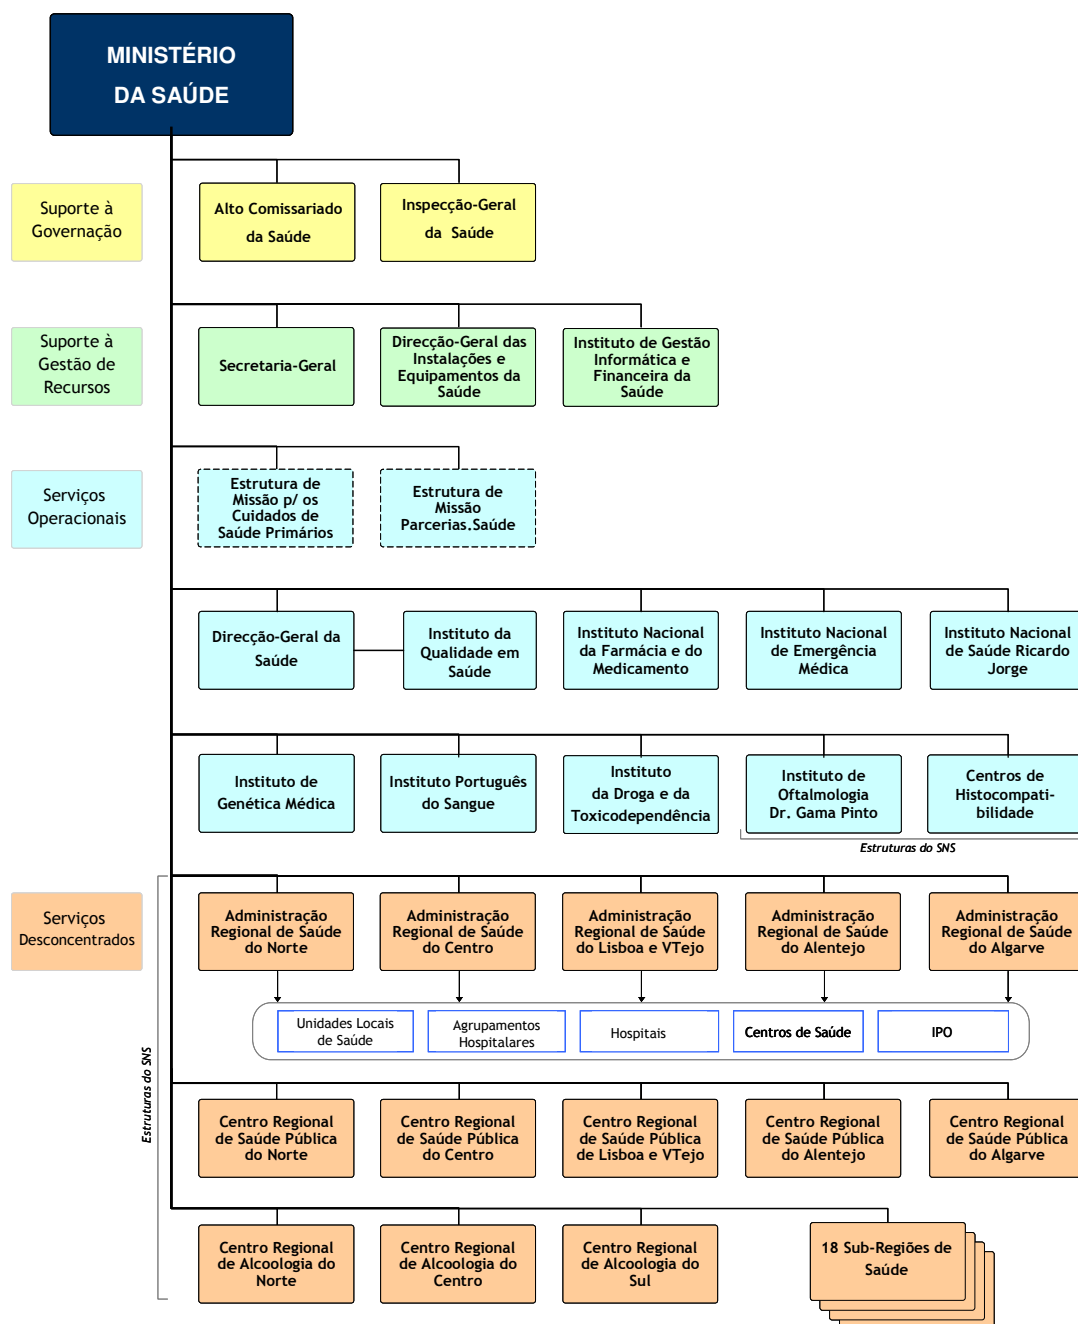 MINISTÉRIO
DA SAÚDE
Suporte à
Governação
Alto Comissariado
da Saúde
Inspecção-Geral
da Saúde
Suporte à
Gestão de
Recursos
Secretaria-Geral
Direcção-Geral das
Instalações e
Equipamentos da
Saúde
Instituto de Gestão
Informática e
Financeira da
Saúde
Serviços
Operacionais
Estrutura de
Missão p/ os
Cuidados de
Saúde Primários
Estrutura de
Missão
Parcerias.Saúde
Direcção-Geral da
Saúde
Instituto da
Qualidade em
Saúde
Instituto Nacional
da Farmácia e do
Medicamento
Instituto Nacional
de Emergência
Médica
Instituto Nacional
de Saúde Ricardo
Jorge
Instituto de
Genética Médica
Instituto Português
do Sangue
Instituto
da Droga e da
Toxicodependência
Instituto de
Oftalmologia
Dr. Gama Pinto
Centros de
Histocompati-
bilidade
Estruturas do SNS
Serviços
Desconcentrados
Administração
Regional de Saúde
do Norte
Administração
Regional de Saúde
do Centro
Administração
Regional de Saúde
do Lisboa e VTejo
Administração
Regional de Saúde
do Alentejo
Administração
Regional de Saúde
do Algarve
Unidades Locais
de Saúde
Agrupamentos
Hospitalares
Hospitais
Centros de Saúde
IPO
Estruturas do SNS
Centro Regional
de Saúde Pública
do Norte
Centro Regional
de Saúde Pública
do Centro
Centro Regional
de Saúde Pública
de Lisboa e VTejo
Centro Regional
de Saúde Pública
do Alentejo
Centro Regional
de Saúde Pública
do Algarve
Centro Regional
de Alcoologia do
Norte
Centro Regional
de Alcoologia do
Centro
Centro Regional
de Alcoologia do
Sul
18 Sub-Regiões de
Saúde